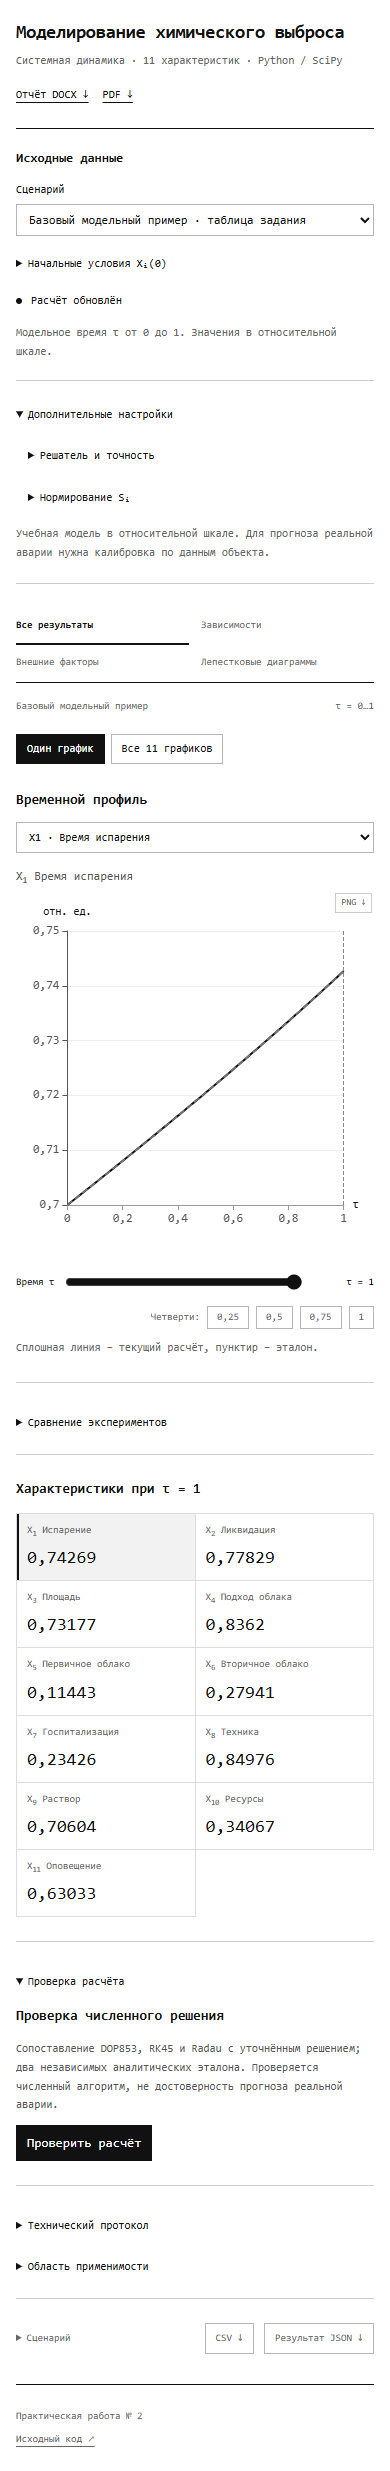 Моделирование химического выброса
Системная динамика · 11 характеристик · Python / SciPy
Отчёт DOCX ↓ PDF ↓
Исходные данные
Сценарий
Базовый модельный пример · таблица задания
▶ Начальные условия Xᵢ(0)
● Расчёт обновлён
Модельное время τ от 0 до 1. Значения в относительной
шкале.
▼ Дополнительные настройки
▶ Решатель и точность
▶ Нормирование Sᵢ
Учебная модель в относительной шкале. Для прогноза реальной
аварии нужна калибровка по данным объекта.
Все результаты Зависимости
Внешние факторы Лепестковые диаграммы
Базовый модельный пример τ = 0…1
Один график Все 11 графиков
Временной профиль
X1 · Время испарения
X₁ Время испарения
PNG ↓
отн. ед.
0,75
0,74
0,73
0,72
0,71
0,7
0 0,2 0,4 0,6 0,8 1 τ
Время τ τ = 1
Четверти: 0,25 0,5 0,75 1
Сплошная линия – текущий расчёт, пунктир – эталон.
▶ Сравнение экспериментов
Характеристики при τ = 1
X₁ Испарение X₂ Ликвидация
0,74269 0,77829
X₃ Площадь X₄ Подход облака
0,73177 0,8362
X₅ Первичное облако X₆ Вторичное облако
0,11443 0,27941
X₇ Госпитализация X₈ Техника
0,23426 0,84976
X₉ Раствор X₁₀ Ресурсы
0,70604 0,34067
X₁₁ Оповещение
0,63033
▼ Проверка расчёта
Проверка численного решения
Сопоставление DOP853, RK45 и Radau с уточнённым решением;
два независимых аналитических эталона. Проверяется
численный алгоритм, не достоверность прогноза реальной
аварии.
Проверить расчёт
▶ Технический протокол
▶ Область применимости
▶ Сценарий CSV ↓ Результат JSON ↓
Практическая работа № 2
Исходный код ↗